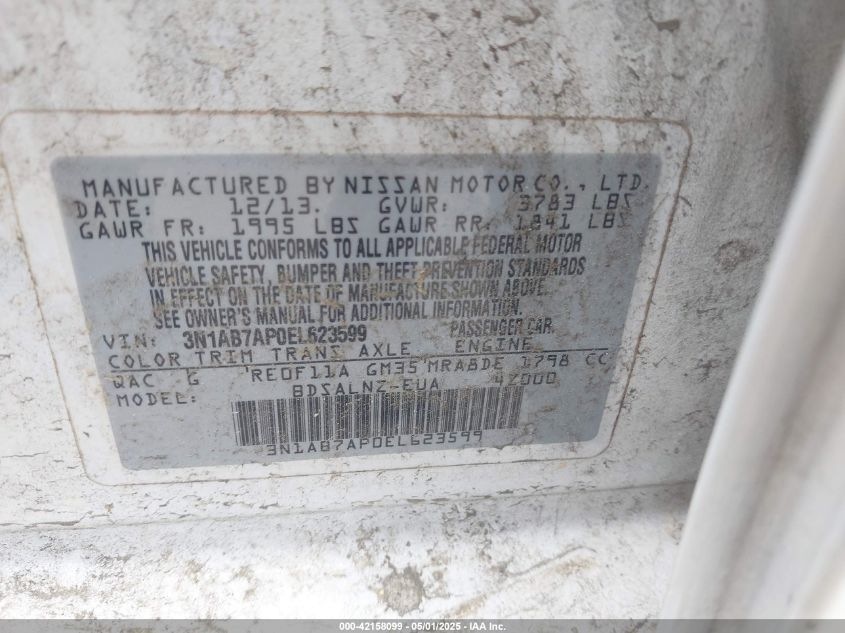 MANUFACTURED BY NISSAN MOTOR CO., LTD.
DATE: 12/13. GVWR: 3783 LBS
GAWR FR: 1995 LBS GAWR RR: 1841 LBS
THIS VEHICLE CONFORMS TO ALL APPLICABLE FEDERAL MOTOR
VEHICLE SAFETY, BUMPER AND THEFT PREVENTION STANDARDS
IN EFFECT ON THE DATE OF MANUFACTURE SHOWN ABOVE.
SEE OWNER'S MANUAL FOR ADDITIONAL INFORMATION.
VIN: 3N1AB7AP0EL623599 PASSENGER CAR
COLOR TRIM TRANS AXLE ENGINE
QAC G 'RE0F11A GM35 MRA8DE 1798 CC
MODEL: BDSALNZ-EUA 4Z000
3N1AB7AP0EL623599
000-42158099 - 05/01/2025 - IAA Inc.